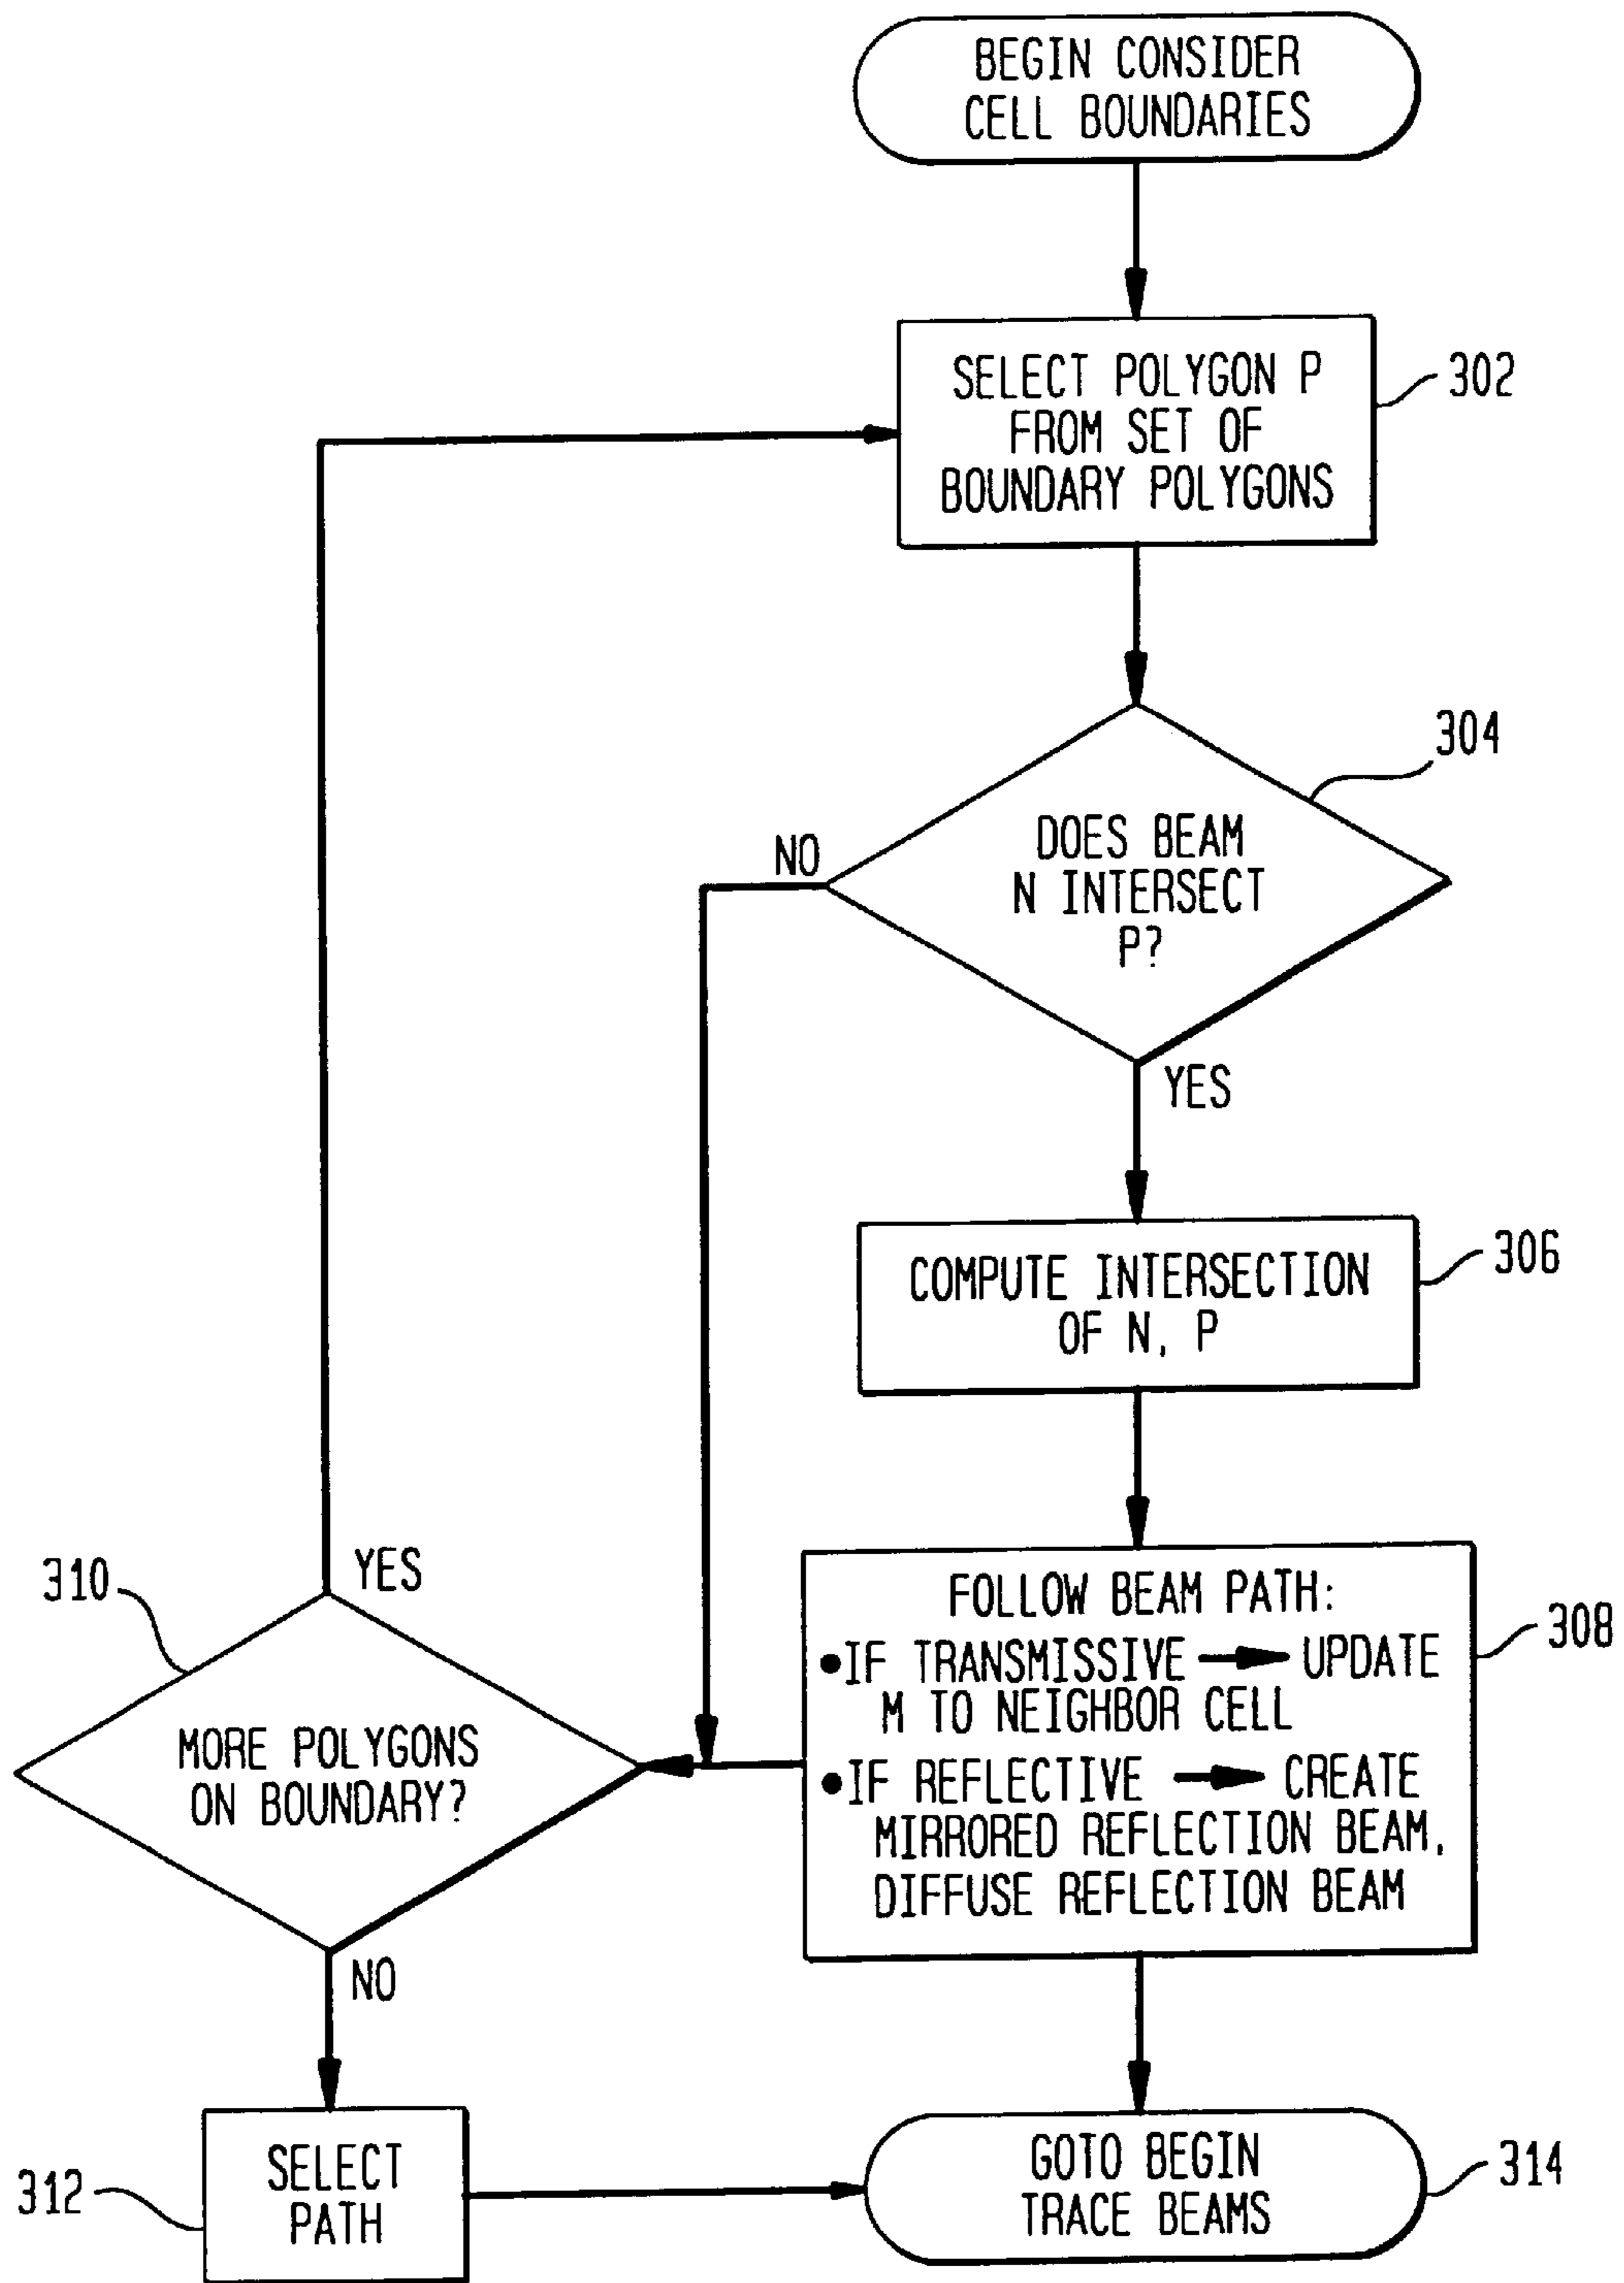 BEGIN CONSIDER
CELL BOUNDARIES
SELECT POLYGON P
FROM SET OF
BOUNDARY POLYGONS
302
304
DOES BEAM
N INTERSECT
P?
NO
YES
306
COMPUTE INTERSECTION
OF N, P
310
YES
MORE POLYGONS
ON BOUNDARY?
NO
308
FOLLOW BEAM PATH:
●IF TRANSMISSIVE → UPDATE
M TO NEIGHBOR CELL
●IF REFLECTIVE → CREATE
MIRRORED REFLECTION BEAM,
DIFFUSE REFLECTION BEAM
312
SELECT
PATH
GOTO BEGIN
TRACE BEAMS
314